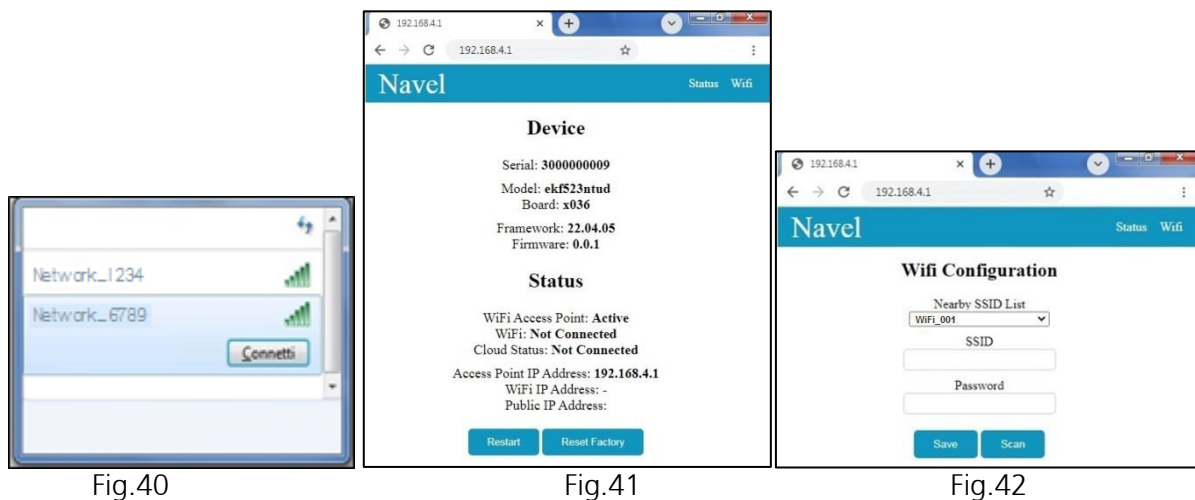 Network_1234
Network_6789
Connetti
Fig.40
192.168.4.1
192.168.4.1
Navel
Status Wifi
Device
Serial: 3000000009
Model: ekf523ntud
Board: x036
Framework: 22.04.05
Firmware: 0.0.1
Status
WiFi Access Point: Active
WiFi: Not Connected
Cloud Status: Not Connected
Access Point IP Address: 192.168.4.1
WiFi IP Address: -
Public IP Address:
Restart Reset Factory
Fig.41
192.168.4.1
192.168.4.1
Navel
Status Wifi
Wifi Configuration
Nearby SSID List
WiFi_001
SSID
Password
Save Scan
Fig.42